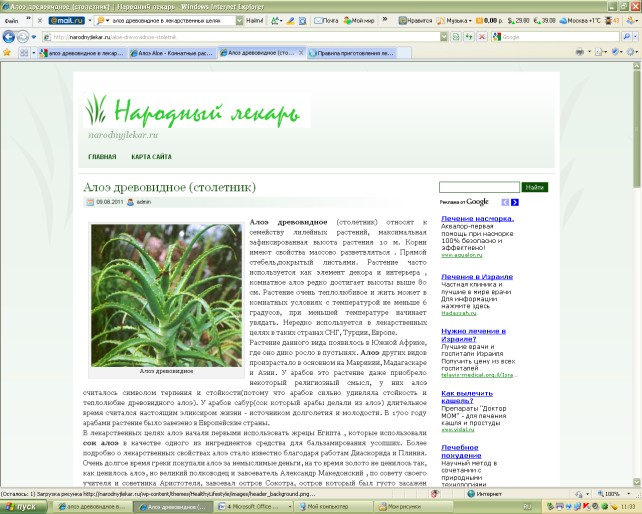 Алоэ древовидное (столетник) | Народный лекарь - Windows Internet Explorer
Файл @mail.ru алоэ древовидное в лекарственных целях Найти! Почта Мой мир Нравится Музыка 0,00 р. $ 29.80 € 39.08 Москва +1°C
http://narodnyjlekar.ru/aloe-drevovidnoe-stoletnik Google
алоэ древовидное в лекар... Алоэ Aloe - Комнатные рас... Алоэ древовидное (сто... Правила приготовления ле...
Народный лекарь
narodnyjlekar.ru
ГЛАВНАЯ КАРТА САЙТА
Алоэ древовидное (столетник)
09.08.2011 admin
Алоэ древовидное (столетник) относят к
семейству лилейных растений, максимальная
зафиксированная высота растения 10 м. Корни
имеют свойства массово разветвляться . Прямой
стебель,покрытый листьями. Растение часто
используется как элемент декора и интерьера ,
комнатное алоэ редко достигает высоты выше 80
см. Растение очень теплолюбивое и жить может в
комнатных условиях с температурой не меньше 6
градусов, при меньшей температуре начинает
увядать. Нередко используется в лекарственных
целях в таких странах СНГ, Турции, Европе.
Растение данного вида появилось в Южной Африке,
где оно дико росло в пустынях. Алоэ других видов
произрастало в основном на Маврикии, Мадагаскаре
и Азии. У арабов это растение даже приобрело
некоторый религиозный смысл, у них алоэ
Алоэ древовидное
считалось символом терпения и стойкости(потому что арабов сильно удивляла стойкость и
теплолюбие древовидного алоэ). У арабов сабур(сок который арабы делали из алоэ) длительное
время считался настоящим эликсиром жизни - источником долголетия и молодости. В 1700 году
арабами растение было завезено в Европейские страны.
В лекарственных целях алоэ начали первыми использовать жрецы Египта , которые использовали
сок алоэ в качестве одного из ингредиентов средства для бальзамирования усопших. Более
подробно о лекарственных свойствах алоэ стало известно благодаря работам Диаскорида и Плиния.
Очень долгое время греки покупали алоэ за немыслимые деньги, на то время золото не ценилось так,
как ценилось алоэ, но великий полководец и завоеватель Александр Македонский , по совету своего
учителя и советника Аристотеля, завоевал остров Сокотра, остров который был густо засажен
Найти
Реклама от Google
Лечение насморка.
Аквалор-первая
помощь при насморке
100% безопасно и
эффективно!
www.aqualor.ru
Лечение в Израиле
Частная клиника и
лучшие в мире врачи
Для информации
нажмите здесь
Hadassah.ru
Нужно лечение в
Израиле?
Лучшие врачи и
госпитали Израиля
Получить цену из всех
госпиталей
telaviv-medical.org.il/Isra...
Как вылечить
кашель?
Препараты "Доктор
МОМ" - для лечения
кашля и простуды
www.vidal.ru
Лечебное
похудение
Научный метод в
сочетании с
природными
(Осталось: 1) Загрузка рисунка http://narodnyjlekar.ru/wp-content/themes/HealthyLifestyle/images/header_background.png... Интернет 100%
пуск алоэ древовидное в ... Алоэ древовидное (... Microsoft Office ... Мой компьютер Мои рисунки RU 11:33